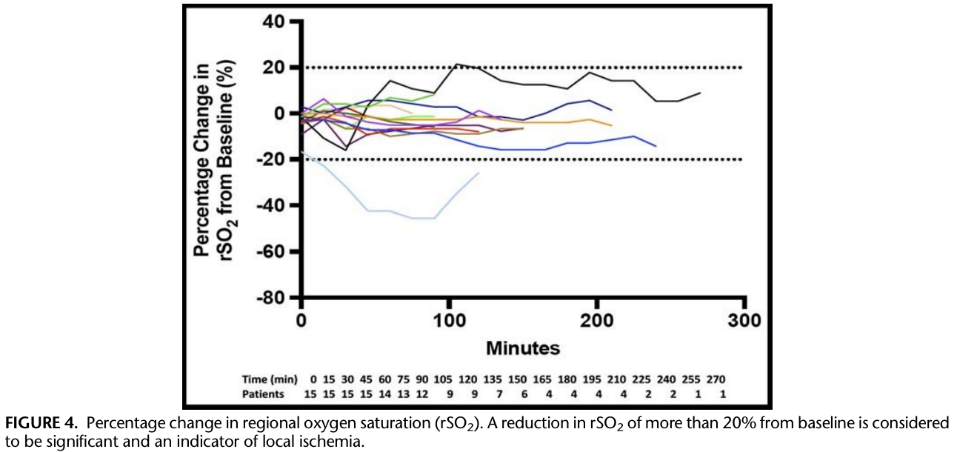 40
20
0
-20
-40
-60
-80
Percentage Change in
rSO2 from Baseline (%)
0 100 200 300
Minutes
Time (min) 0 15 30 45 60 75 90 105 120 135 150 165 180 195 210 225 240 255 270
Patients 15 15 15 15 14 13 12 9 9 7 6 4 4 4 4 2 2 1 1
FIGURE 4. Percentage change in regional oxygen saturation (rSO2). A reduction in rSO2 of more than 20% from baseline is considered
to be significant and an indicator of local ischemia.